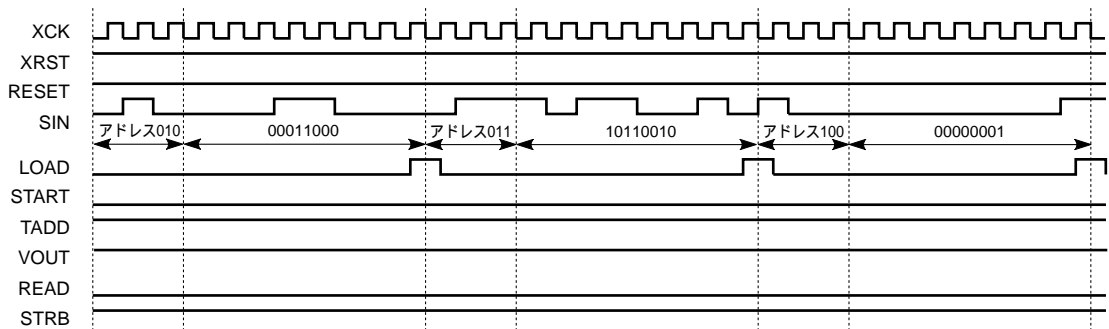 XCK
XRST
RESET
SIN
アドレス010
00011000
アドレス011
10110010
アドレス100
00000001
LOAD
START
TADD
VOUT
READ
STRB